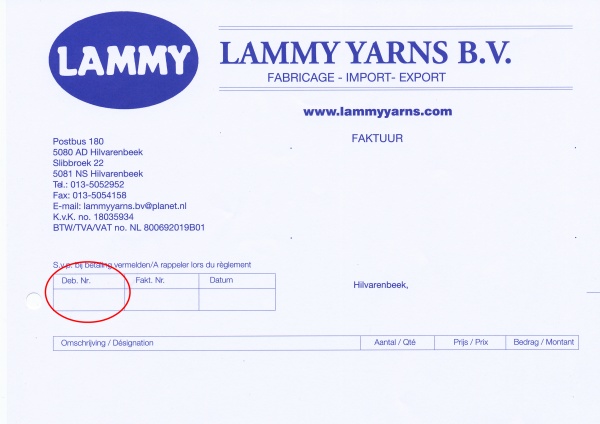 LAMMY
LAMMY YARNS B.V.
FABRICAGE - IMPORT- EXPORT
www.lammyyarns.com
FAKTUUR
Postbus 180
5080 AD Hilvarenbeek
Slibbroek 22
5081 NS Hilvarenbeek
Tel.: 013-5052952
Fax: 013-5054158
E-mail: lammyyarns.bv@planet.nl
K.v.K. no. 18035934
BTW/TVA/VAT no. NL 800692019B01
S.v.p. bij betaling vermelden/A rappeler lors du règlement
Deb. Nr. Fakt. Nr. Datum
Hilvarenbeek,
Omschrijving / Désignation Aantal / Qté Prijs / Prix Bedrag / Montant